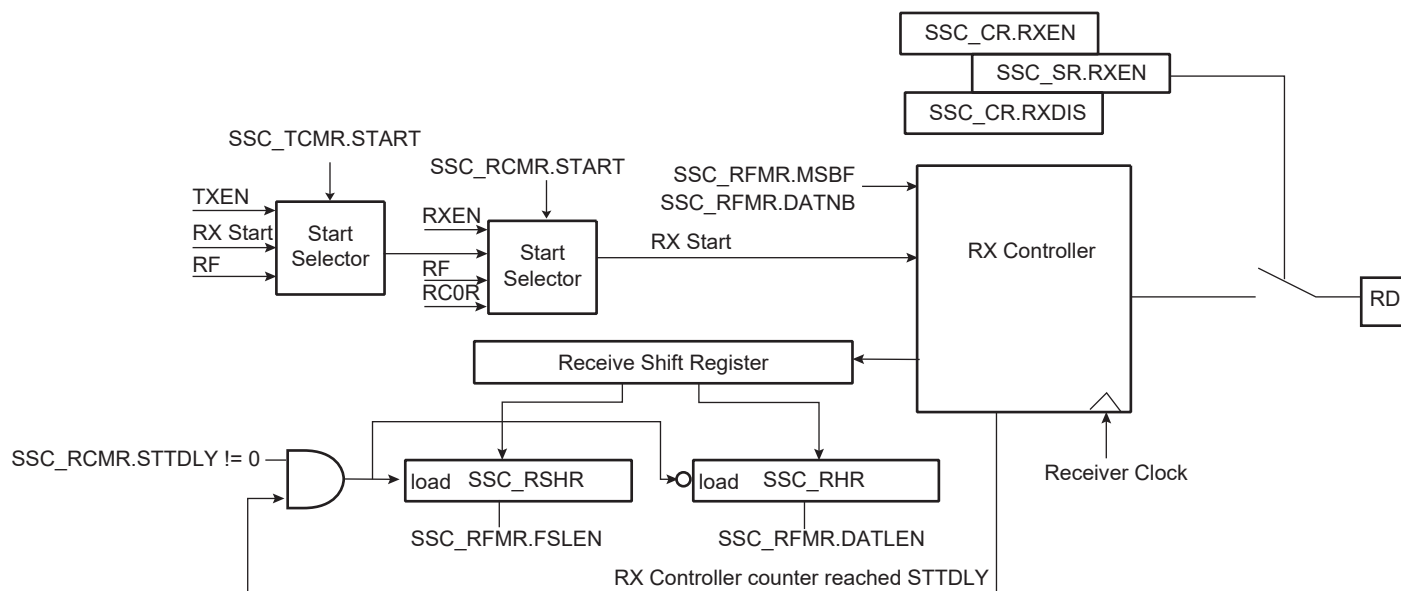 SSC_CR.RXEN
SSC_SR.RXEN
SSC_CR.RXDIS
SSC_TCMR.START
SSC_RCMR.START
SSC_RFMR.MSBF
SSC_RFMR.DATNB
TXEN
RX Start
RF
Start
Selector
RXEN
RF
RC0R
Start
Selector
RX Start
RX Controller
RD
Receive Shift Register
SSC_RCMR.STTDLY != 0
load SSC_RSHR
load SSC_RHR
Receiver Clock
SSC_RFMR.FSLEN
SSC_RFMR.DATLEN
RX Controller counter reached STTDLY